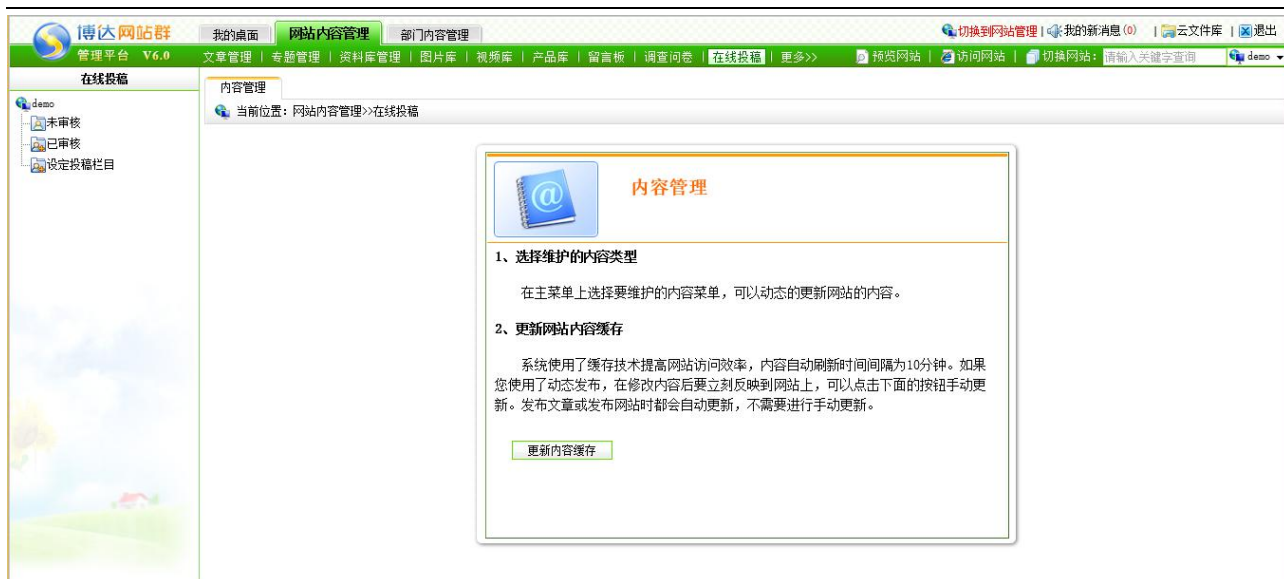 博达网站群
管理平台 V6.0
我的桌面 网站内容管理 部门内容管理
切换到网站管理 | 我的新消息(0) | 云文件库 | 退出
文章管理 | 专题管理 | 资料库管理 | 图片库 | 视频库 | 产品库 | 留言板 | 调查问卷 | 在线投稿 | 更多>> 预览网站 | 访问网站 | 切换网站: 请输入关键字查询 demo
在线投稿
demo
未审核
已审核
设定投稿栏目
内容管理
当前位置: 网站内容管理>>在线投稿
内容管理
1、选择维护的内容类型
在主菜单上选择要维护的内容菜单,可以动态的更新网站的内容。
2、更新网站内容缓存
系统使用了缓存技术提高网站访问效率,内容自动刷新时间间隔为10分钟。如果
您使用了动态发布,在修改内容后要立刻反映到网站上,可以点击下面的按钮手动更
新。发布文章或发布网站时都会自动更新,不需要进行手动更新。
更新内容缓存